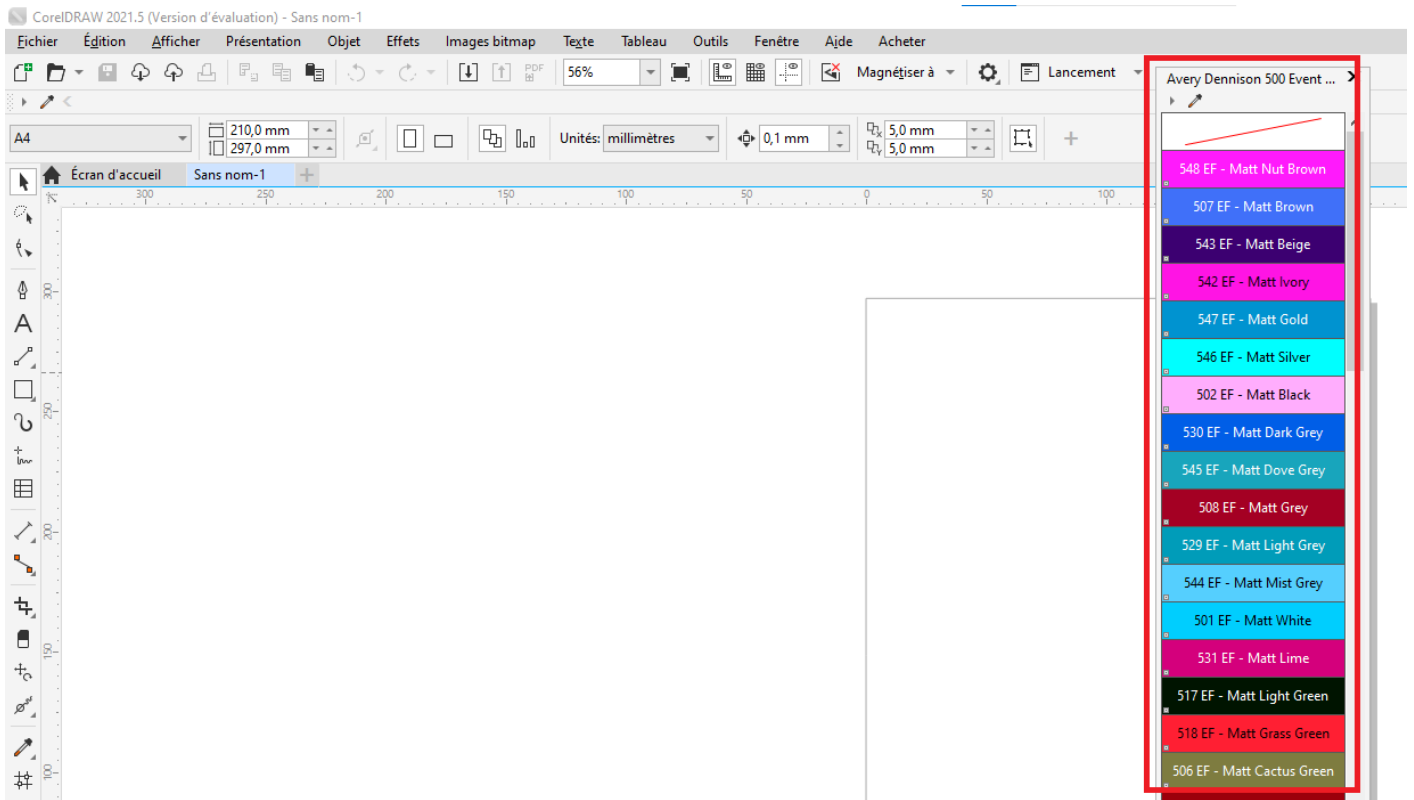 CorelDRAW 2021.5 (Version d'évaluation) - Sans nom-1
Fichier Édition Afficher Présentation Objet Effets Images bitmap Texte Tableau Outils Fenêtre Aide Acheter
PDF 56% Magnétiser à Lancement
Avery Dennison 500 Event ...
A4 210,0 mm 297,0 mm Unités: millimètres 0,1 mm 5,0 mm 5,0 mm
Écran d'accueil Sans nom-1
300 250 200 150 100 50 0 50 100
300
250
200
150
100
548 EF - Matt Nut Brown
507 EF - Matt Brown
543 EF - Matt Beige
542 EF - Matt Ivory
547 EF - Matt Gold
546 EF - Matt Silver
502 EF - Matt Black
530 EF - Matt Dark Grey
545 EF - Matt Dove Grey
508 EF - Matt Grey
529 EF - Matt Light Grey
544 EF - Matt Mist Grey
501 EF - Matt White
531 EF - Matt Lime
517 EF - Matt Light Green
518 EF - Matt Grass Green
506 EF - Matt Cactus Green